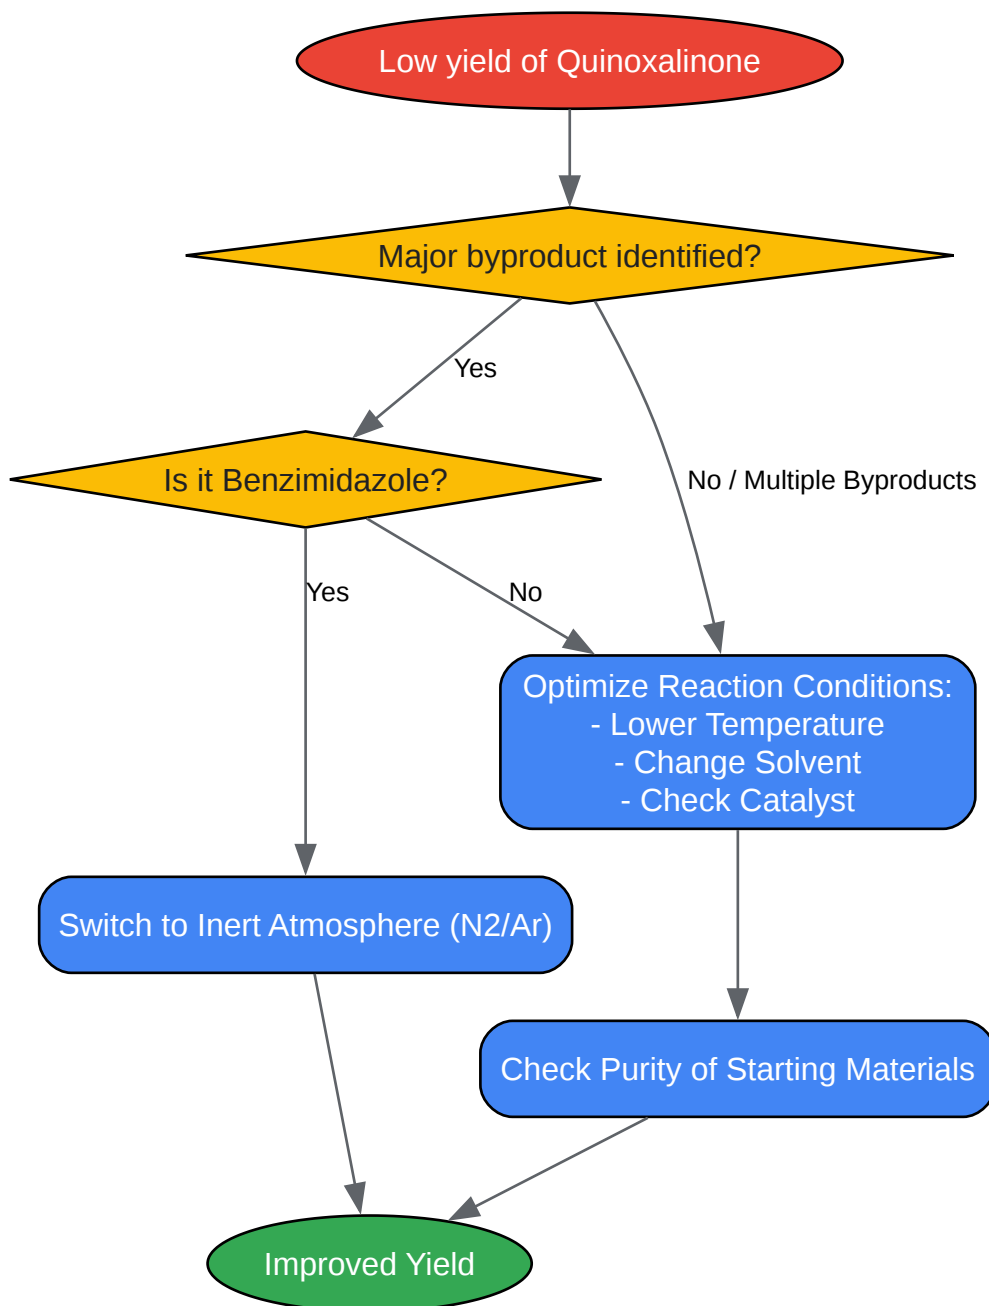 Low yield of Quinoxalinone
Major byproduct identified?
Yes
Is it Benzimidazole?
No / Multiple Byproducts
Yes
No
Optimize Reaction Conditions:
- Lower Temperature
- Change Solvent
- Check Catalyst
Switch to Inert Atmosphere (N2/Ar)
Check Purity of Starting Materials
Improved Yield